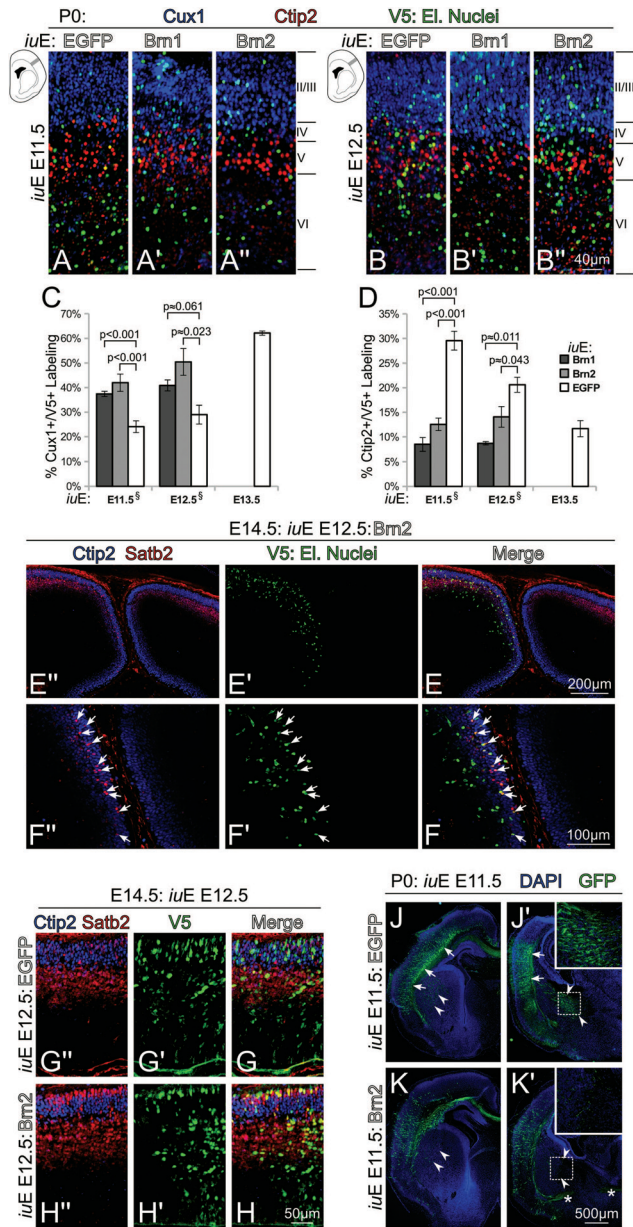 P0: Cux1 Ctip2 V5: El. Nuclei
iuE: EGFP Brn1 Brn2 iuE: EGFP Brn1 Brn2
iuE E11.5
iuE E12.5
II/III
IV
V
VI
II/III
IV
V
VI
A A' A'' B B' B''
40µm
C
p≈0.061
p<0.001
p<0.001
p≈0.023
% Cux1+/V5+ Labeling
70%
60%
50%
40%
30%
20%
10%
0%
iuE: E11.5§ E12.5§ E13.5
D
p<0.001
p<0.001
p≈0.011
p≈0.043
% Ctip2+/V5+ Labeling
35%
30%
25%
20%
15%
10%
5%
0%
iuE: E11.5§ E12.5§ E13.5
iuE:
Brn1
Brn2
EGFP
E14.5: iuE E12.5:Brn2
Ctip2 Satb2 V5: El. Nuclei Merge
E'' E' E
200µm
F'' F' F
100µm
E14.5: iuE E12.5
Ctip2 Satb2 V5 Merge
iuE E12.5: EGFP
G'' G' G
iuE E12.5:Brn2
H'' H' H
50µm
P0: iuE E11.5 DAPI GFP
iuE E11.5: EGFP
J J'
iuE E11.5: Brn2
K K'
* *
500µm